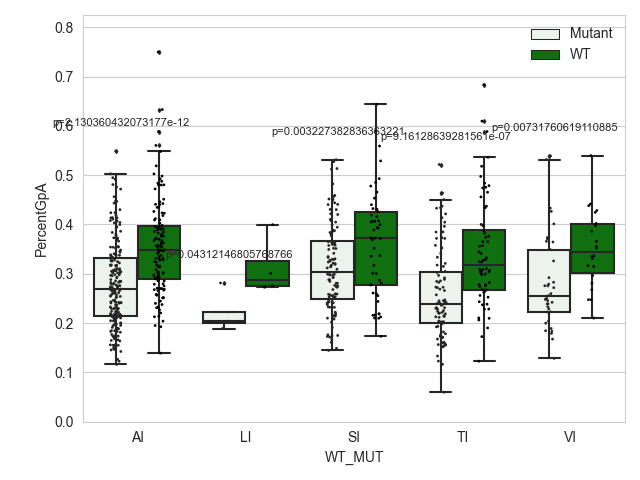 0.8
0.7
0.6
0.5
0.4
0.3
0.2
0.1
0.0
PercentGpA
Mutant
WT
p=2.130360432073177e-12
p=0.04312146805768766
p=0.003227382836363221
p=9.16128639281561e-07
p=0.00731760619110885
AI
LI
SI
TI
VI
WT_MUT